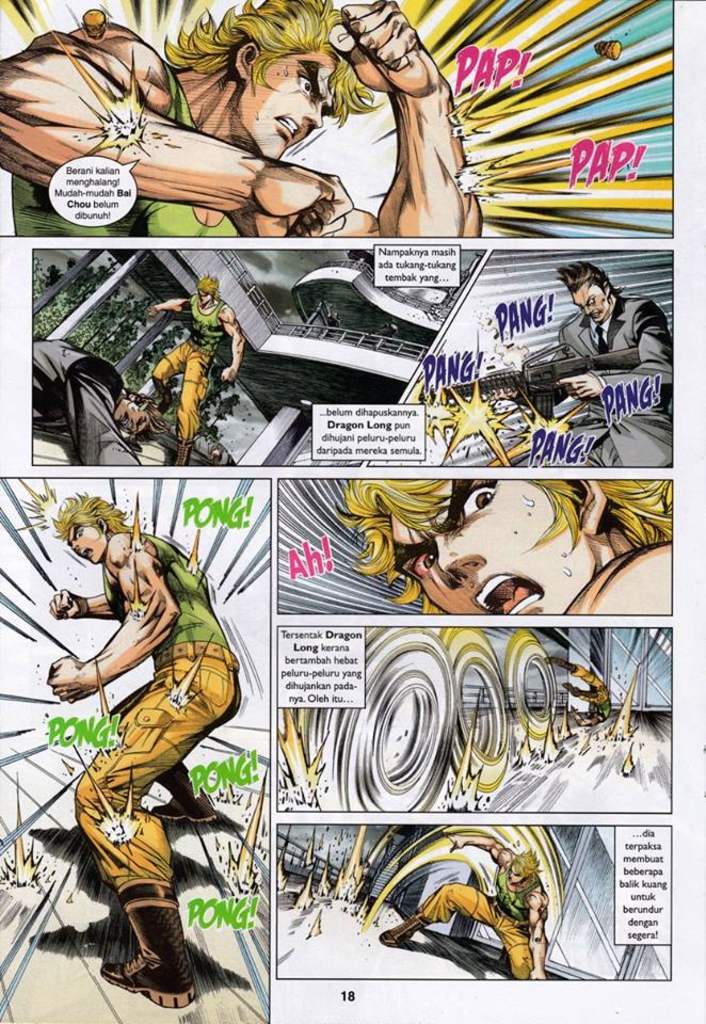 PAP!
PAP!
Berani kalian
menghalang!
Mudah-mudah Bai
Chou belum
dibunuh!
Nampaknya masih
ada tukang-tukang
tembak yang...
PANG!
PANG!
PANG!
PANG!
...belum dihapuskannya.
Dragon Long pun
dihujani peluru-peluru
daripada mereka semula.
PONG!
PONG!
PONG!
PONG!
Ah!
Tersentak Dragon
Long kerana
bertambah hebat
peluru-peluru yang
dihujankan pada-
nya. Oleh itu...
...dia
terpaksa
membuat
beberapa
balik kuang
untuk
berundur
dengan
segera!
18